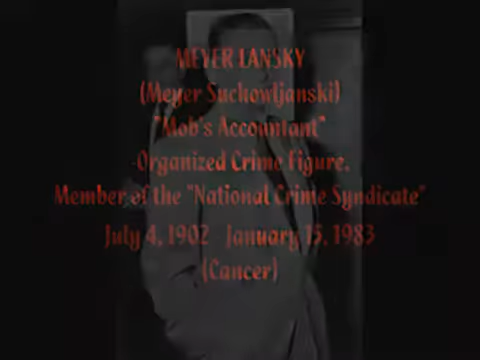 MEYER LANSKY
(Meyer Suchowljanski)
"Mob's Accountant"
Organized Crime Figure.
Member of the "National Crime Syndicate"
July 4, 1902 January 15, 1983
(Cancer)